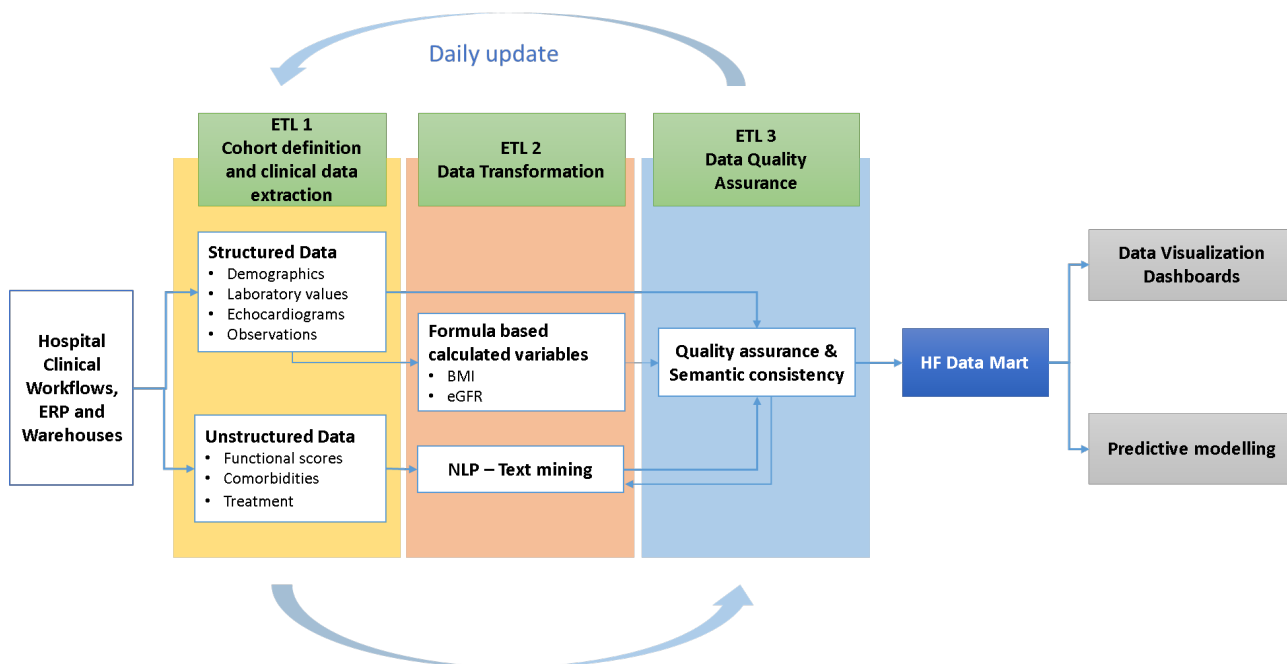 Daily update
ETL 1
Cohort definition
and clinical data
extraction
ETL 2
Data Transformation
ETL 3
Data Quality
Assurance
Hospital
Clinical
Workflows,
ERP and
Warehouses
Structured Data
• Demographics
• Laboratory values
• Echocardiograms
• Observations
Unstructured Data
• Functional scores
• Comorbidities
• Treatment
Formula based
calculated variables
• BMI
• eGFR
NLP – Text mining
Quality assurance &
Semantic consistency
HF Data Mart
Data Visualization
Dashboards
Predictive modelling